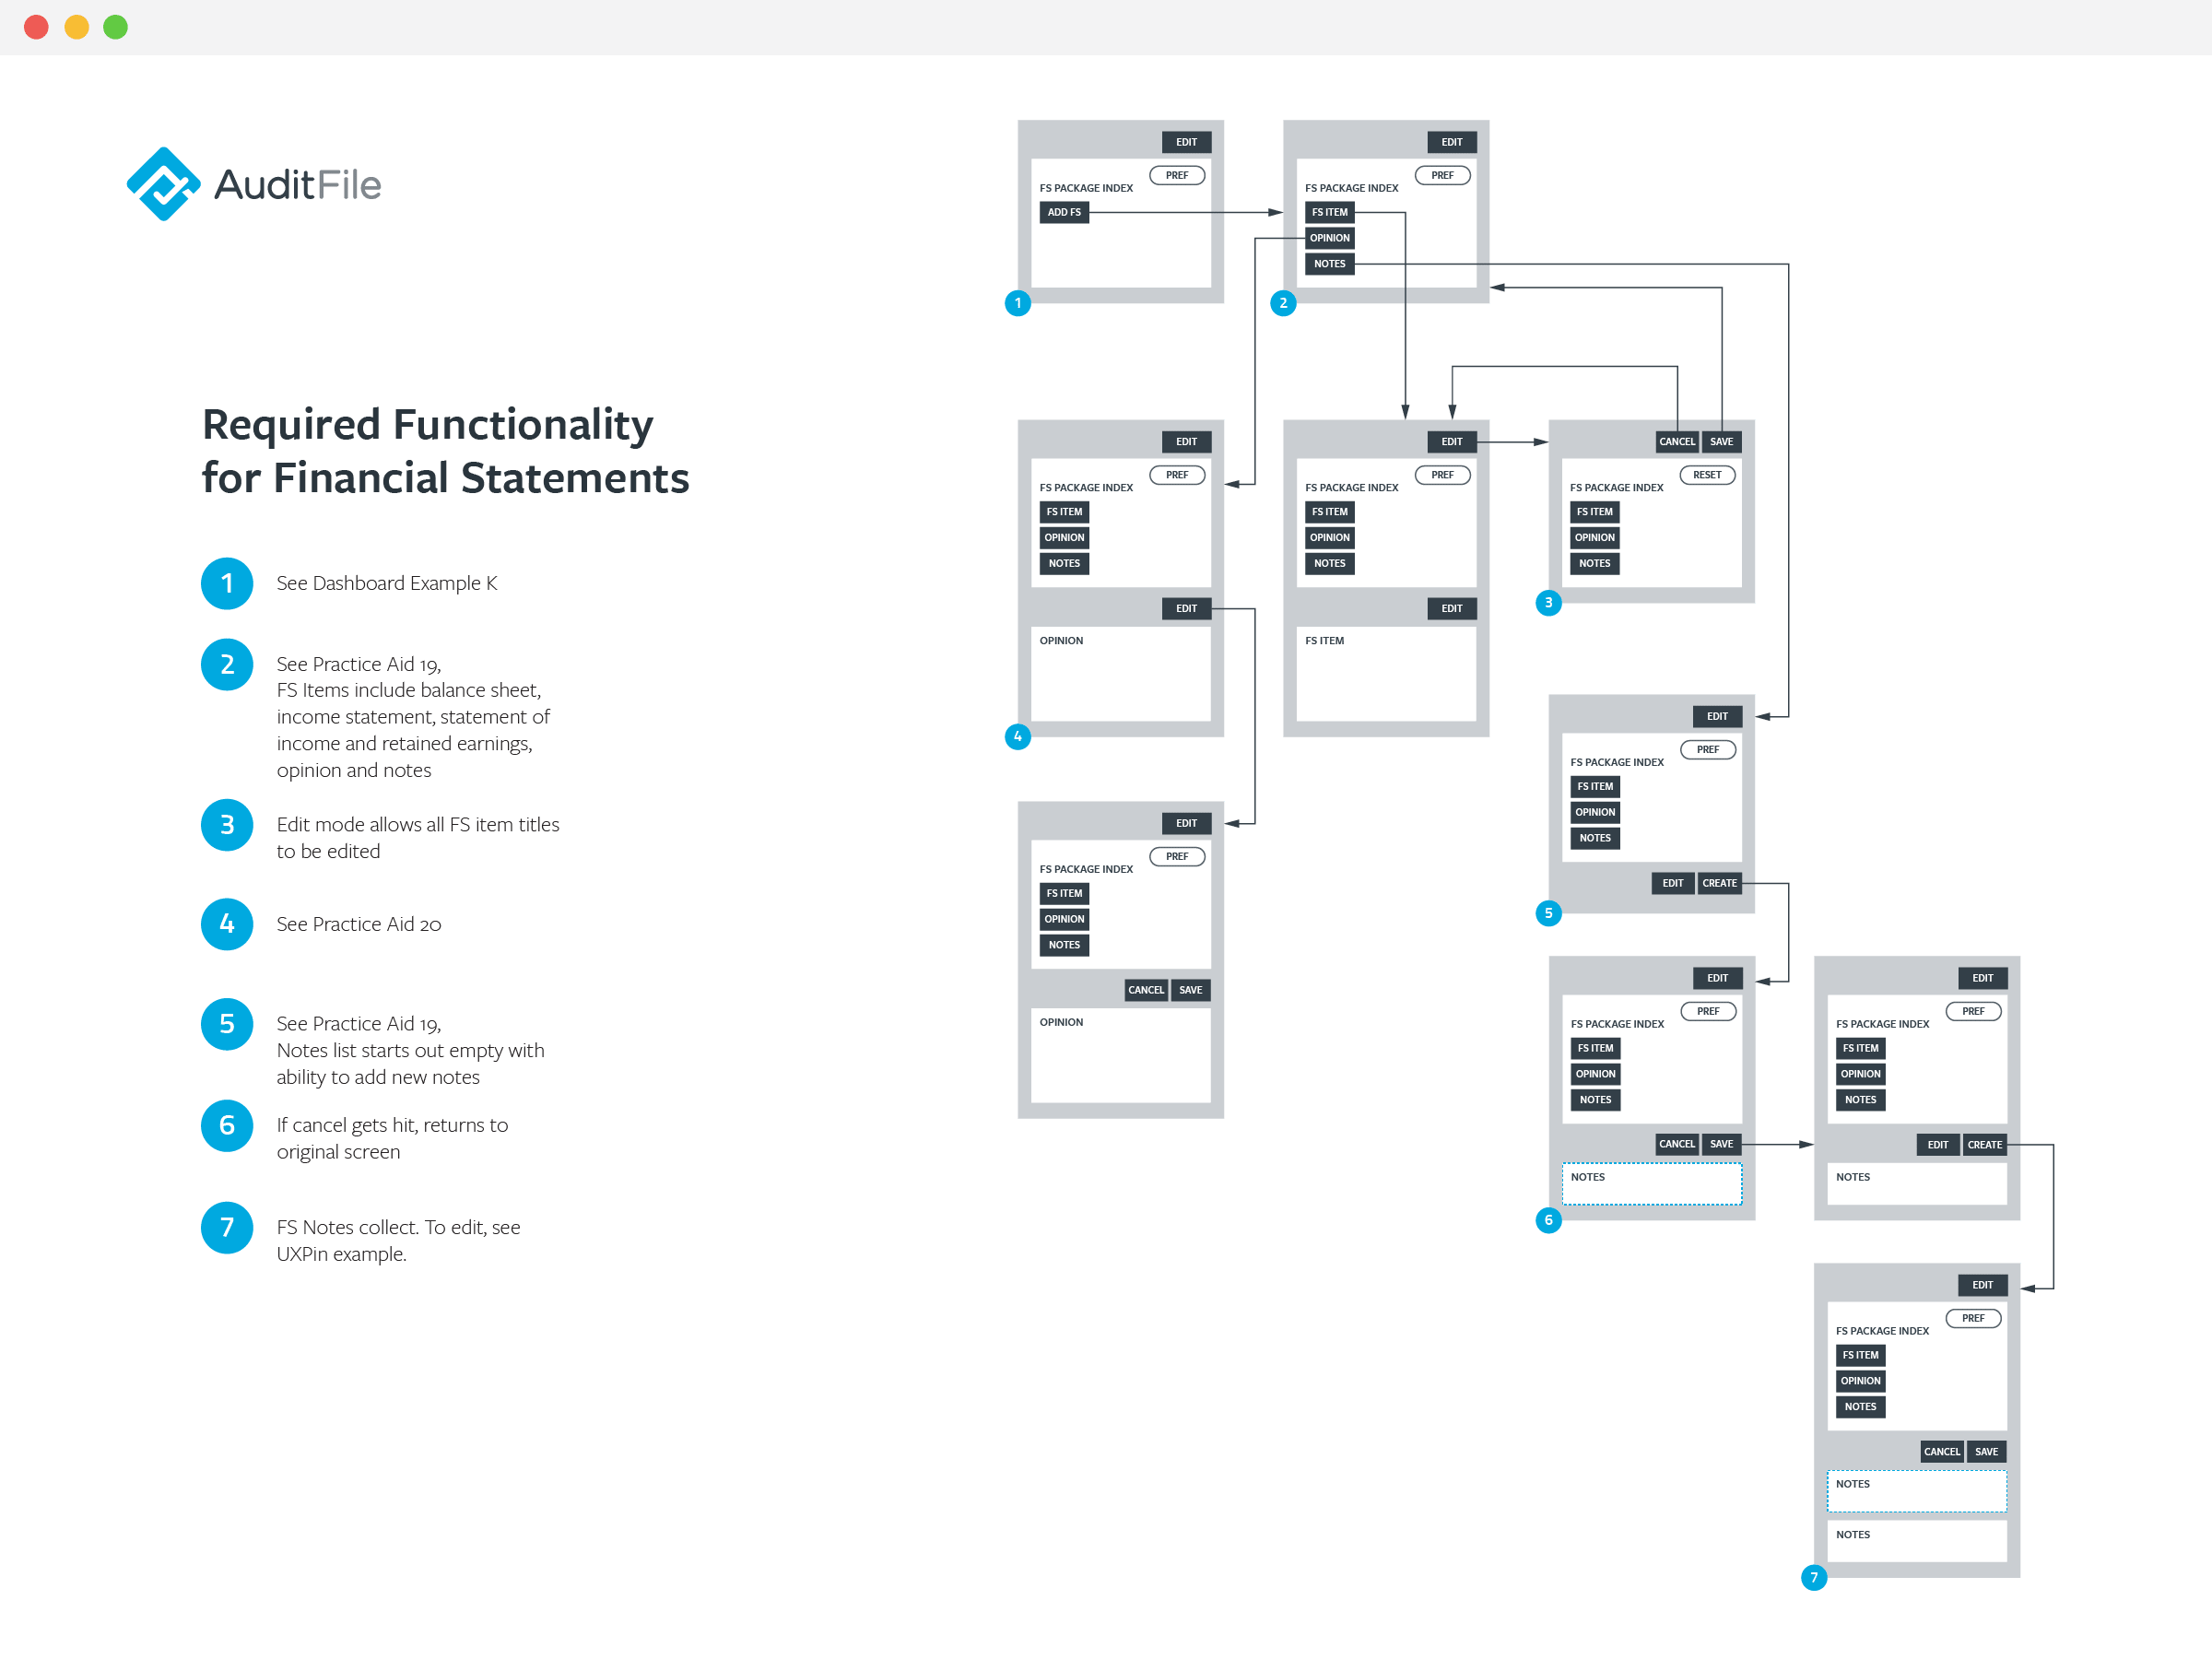 AuditFile
Required Functionality
for Financial Statements
1
See Dashboard Example K
2
See Practice Aid 19,
FS Items include balance sheet,
income statement, statement of
income and retained earnings,
opinion and notes
3
Edit mode allows all FS item titles
to be edited
4
See Practice Aid 20
5
See Practice Aid 19,
Notes list starts out empty with
ability to add new notes
6
If cancel gets hit, returns to
original screen
7
FS Notes collect. To edit, see
UXPin example.
EDIT
PREF
FS PACKAGE INDEX
ADD FS
1
EDIT
PREF
FS PACKAGE INDEX
FS ITEM
OPINION
NOTES
2
EDIT
PREF
FS PACKAGE INDEX
FS ITEM
OPINION
NOTES
EDIT
OPINION
4
EDIT
PREF
FS PACKAGE INDEX
FS ITEM
OPINION
NOTES
EDIT
FS ITEM
CANCEL SAVE
RESET
FS PACKAGE INDEX
FS ITEM
OPINION
NOTES
3
EDIT
PREF
FS PACKAGE INDEX
FS ITEM
OPINION
NOTES
EDIT CREATE
5
EDIT
PREF
FS PACKAGE INDEX
FS ITEM
OPINION
NOTES
CANCEL SAVE
OPINION
EDIT
PREF
FS PACKAGE INDEX
FS ITEM
OPINION
NOTES
CANCEL SAVE
NOTES
6
EDIT
PREF
FS PACKAGE INDEX
FS ITEM
OPINION
NOTES
EDIT CREATE
NOTES
EDIT
PREF
FS PACKAGE INDEX
FS ITEM
OPINION
NOTES
CANCEL SAVE
NOTES
NOTES
7